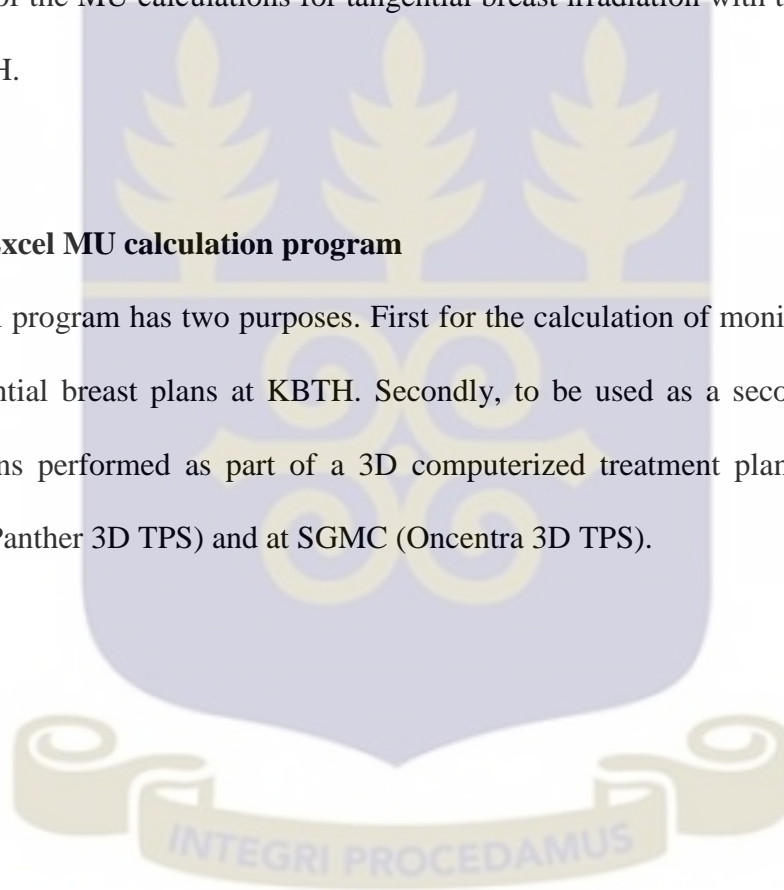 of the MU calculations for tangential breast irradiation with
H.
Excel MU calculation program
program has two purposes. First for the calculation of moni
ntial breast plans at KBTH. Secondly, to be used as a seco
ns performed as part of a 3D computerized treatment plan
Panther 3D TPS) and at SGMC (Oncentra 3D TPS).
INTEGRI PROCEDAMUS